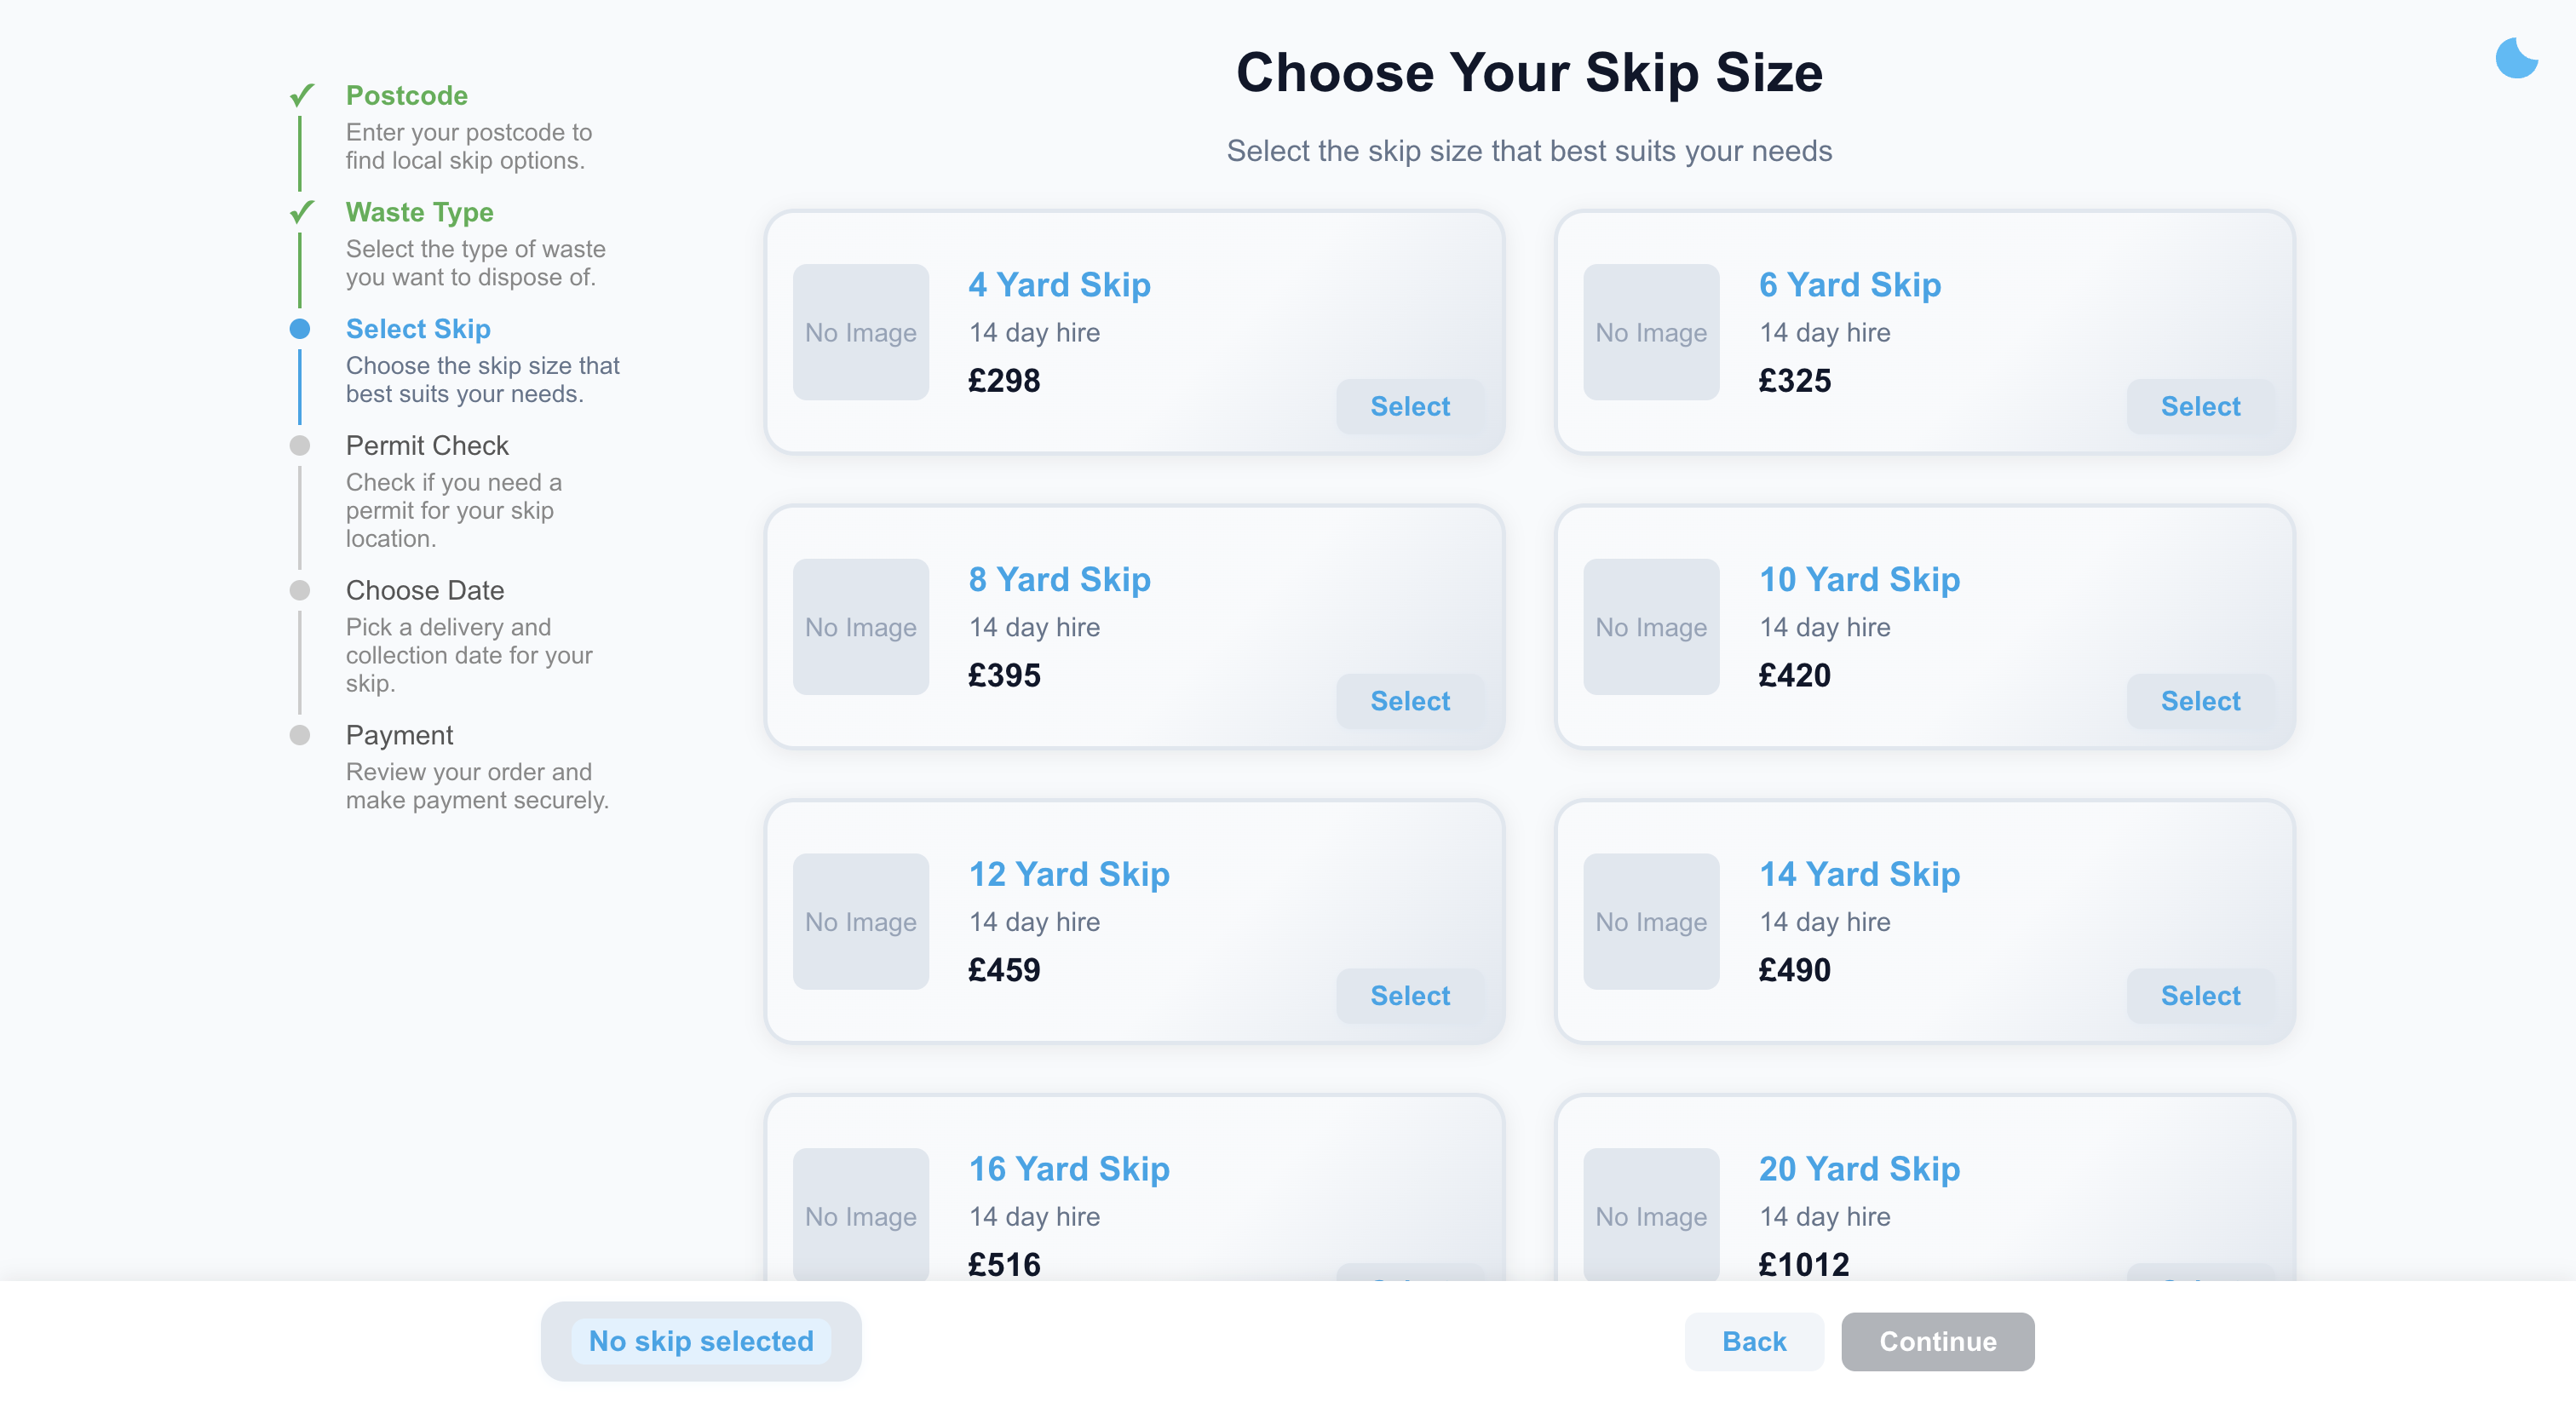 Postcode
Enter your postcode to
find local skip options.
Waste Type
Select the type of waste
you want to dispose of.
Select Skip
Choose the skip size that
best suits your needs.
Permit Check
Check if you need a
permit for your skip
location.
Choose Date
Pick a delivery and
collection date for your
skip.
Payment
Review your order and
make payment securely.
Choose Your Skip Size
Select the skip size that best suits your needs
No Image
4 Yard Skip
14 day hire
£298
Select
No Image
6 Yard Skip
14 day hire
£325
Select
No Image
8 Yard Skip
14 day hire
£395
Select
No Image
10 Yard Skip
14 day hire
£420
Select
No Image
12 Yard Skip
14 day hire
£459
Select
No Image
14 Yard Skip
14 day hire
£490
Select
No Image
16 Yard Skip
14 day hire
£516
No Image
20 Yard Skip
14 day hire
£1012
No skip selected
Back
Continue